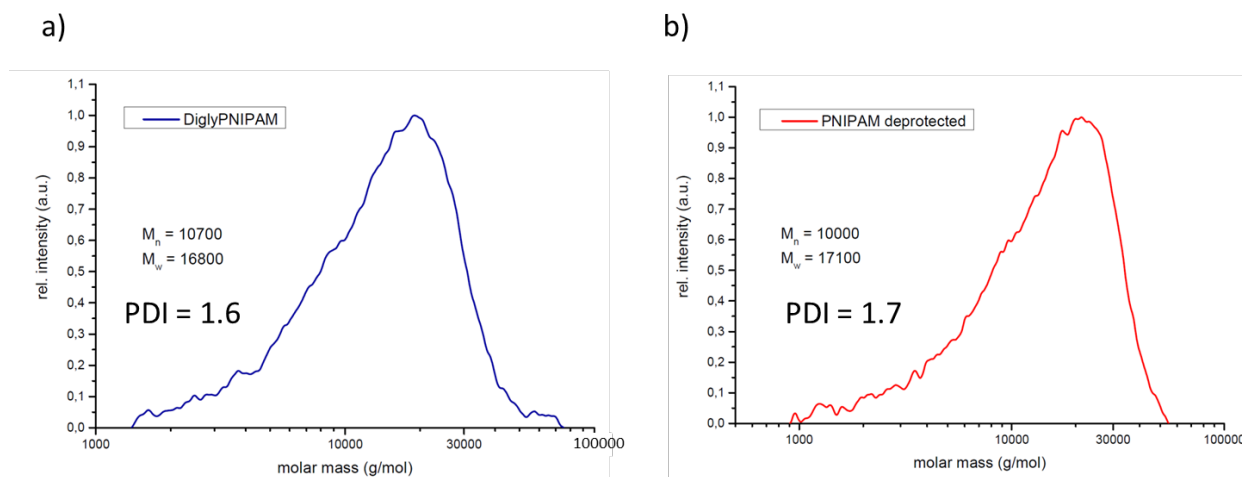 a)
1,1
1,0
0,9
0,8
0,7
0,6
0,5
0,4
0,3
0,2
0,1
0,0
rel. intensity (a.u.)
DiglyPNIPAM
Mn = 10700
Mw = 16800
PDI = 1.6
1000
10000
30000
100000
molar mass (g/mol)
b)
1,1
1,0
0,9
0,8
0,7
0,6
0,5
0,4
0,3
0,2
0,1
0,0
rel. intensity (a.u.)
PNIPAM deprotected
Mn = 10000
Mw = 17100
PDI = 1.7
1000
10000
30000
100000
molar mass (g/mol)